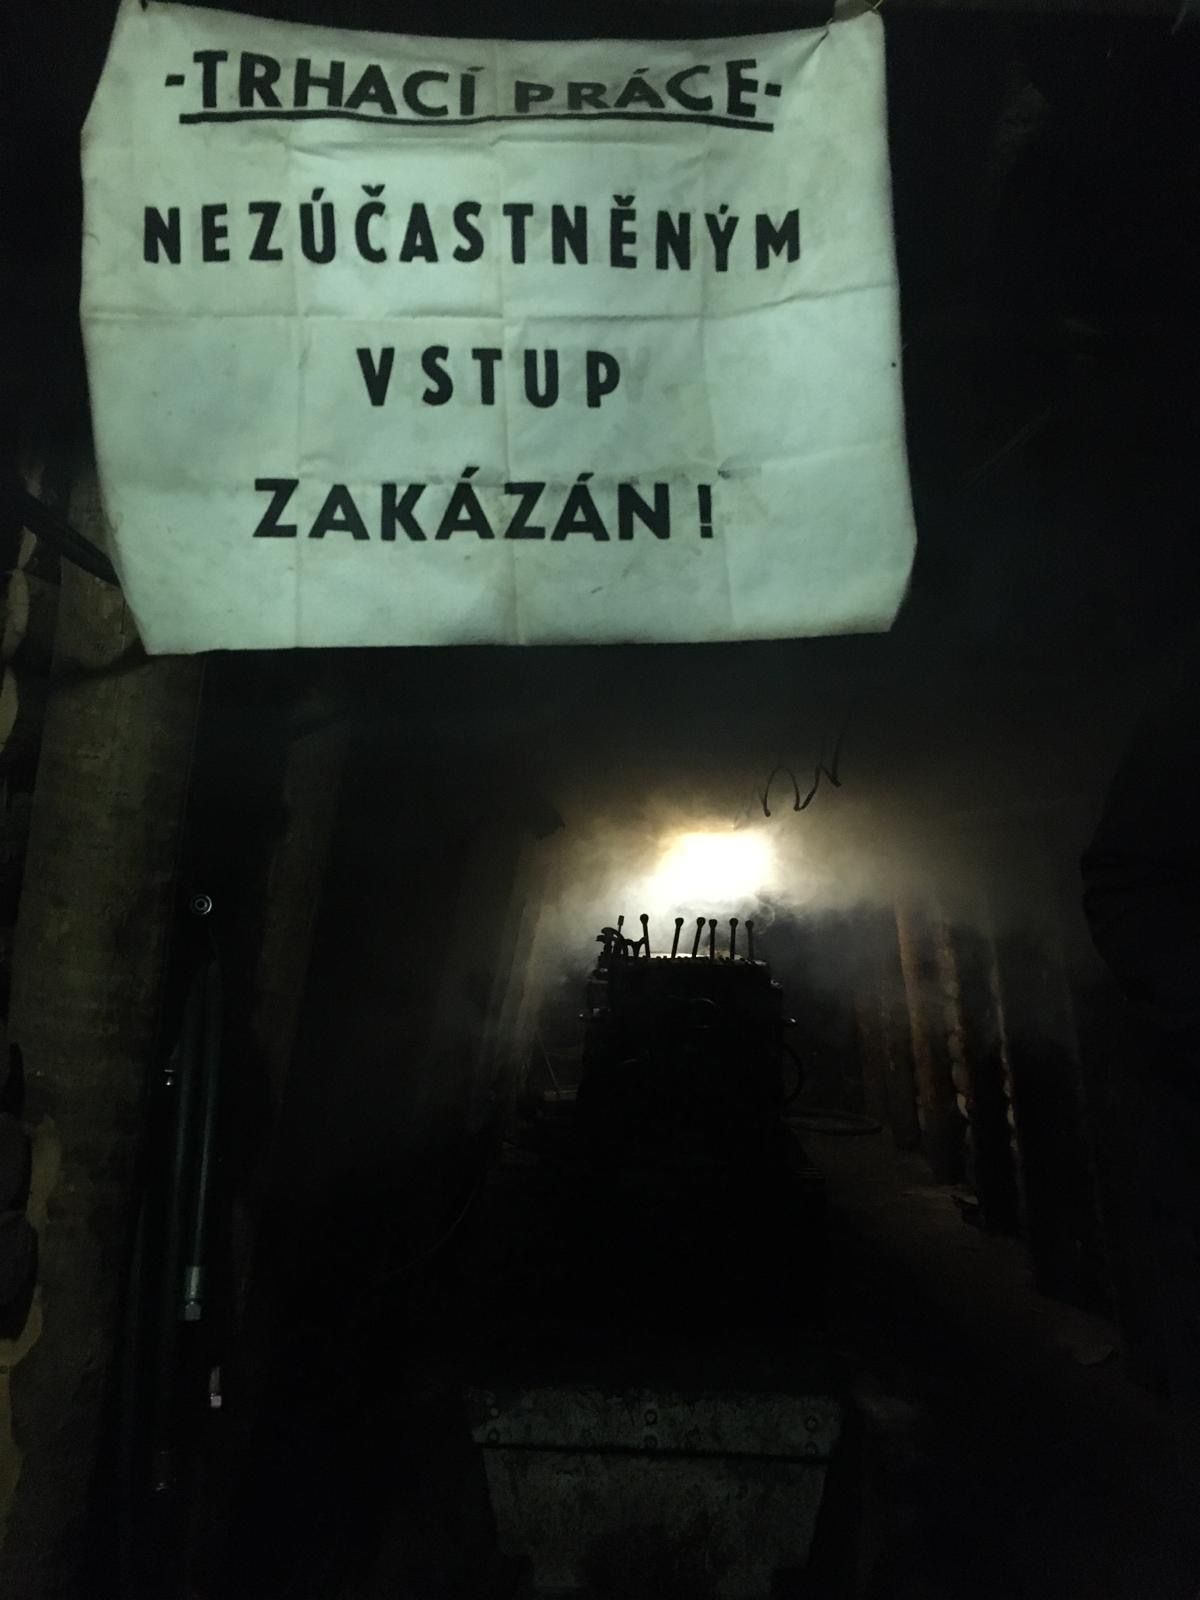 -TRHACÍ PRÁCE-
NEZÚČASTNĚNÝM
VSTUP
ZAKÁZÁN!